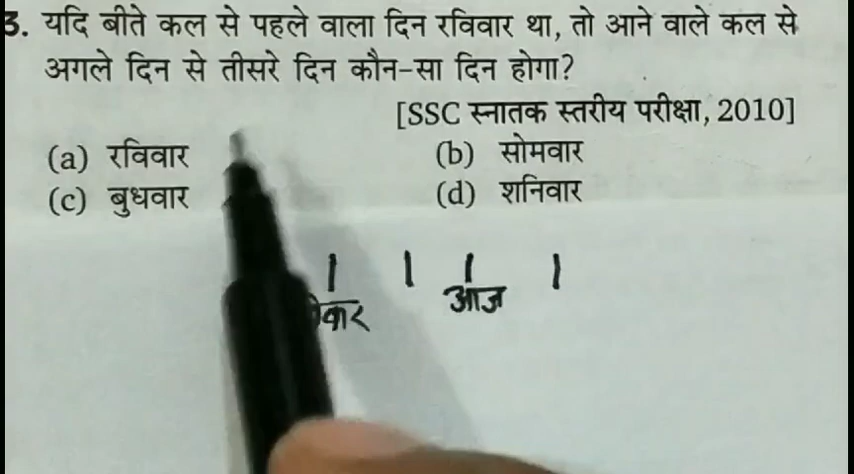 3. यदि बीते कल से पहले वाला दिन रविवार था, तो आने वाले कल से
अगले दिन से तीसरे दिन कौन-सा दिन होगा?
[SSC स्नातक स्तरीय परीक्षा, 2010]
(a) रविवार (b) सोमवार
(c) बुधवार (d) शनिवार
आज